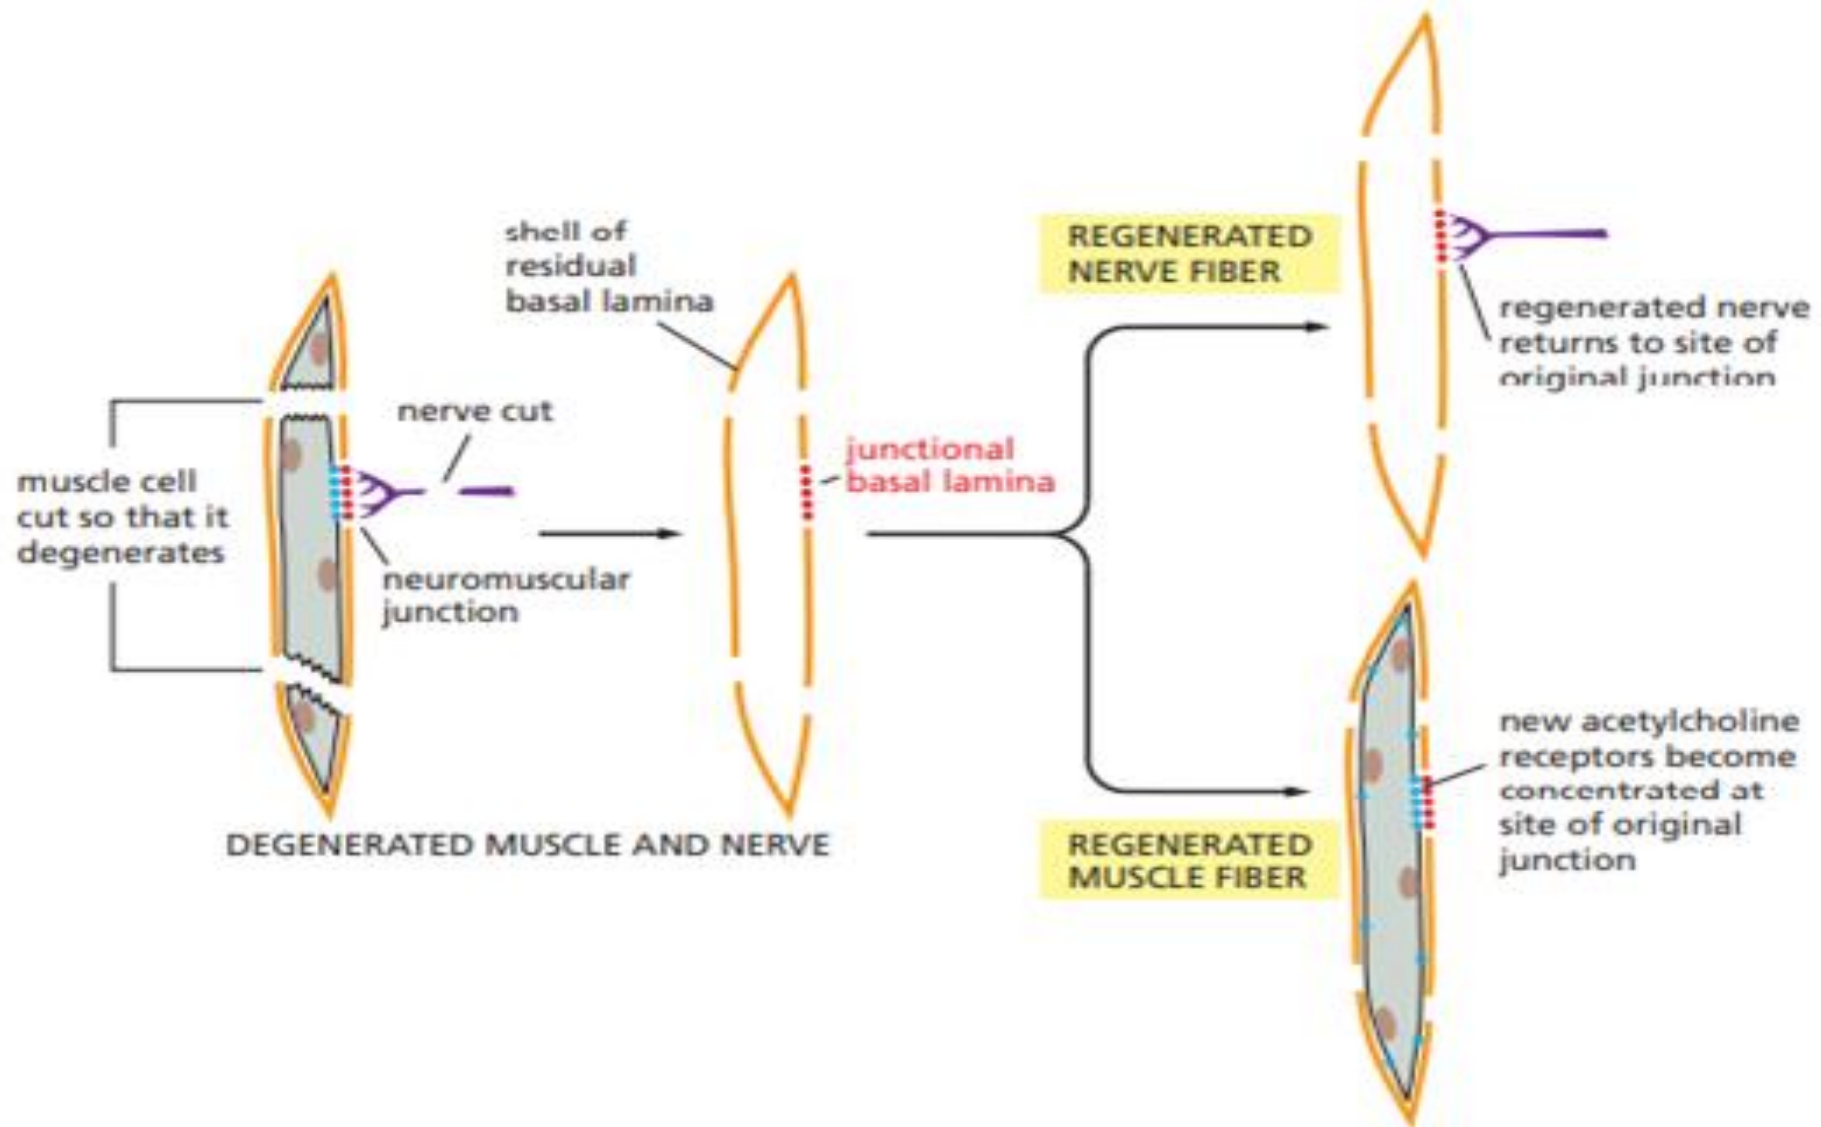 shell of
residual
basal lamina
nerve cut
muscle cell
cut so that it
degenerates
neuromuscular
junction
junctional
basal lamina
DEGENERATED MUSCLE AND NERVE
REGENERATED
NERVE FIBER
regenerated nerve
returns to site of
original junction
REGENERATED
MUSCLE FIBER
new acetylcholine
receptors become
concentrated at
site of original
junction